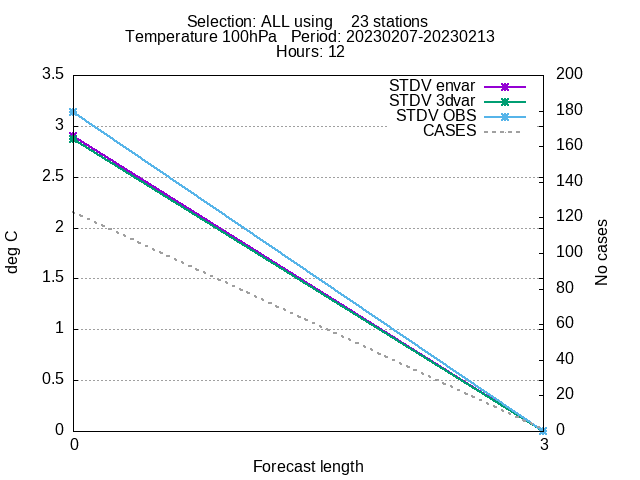 Selection: ALL using    23 stations
Temperature 100hPa   Period: 20230207-20230213
Hours: 12
3.5
3
2.5
2
1.5
1
0.5
0
deg C
200
180
160
140
120
100
80
60
40
20
0
No cases
STDV envar
STDV 3dvar
STDV OBS
CASES
0
3
Forecast length